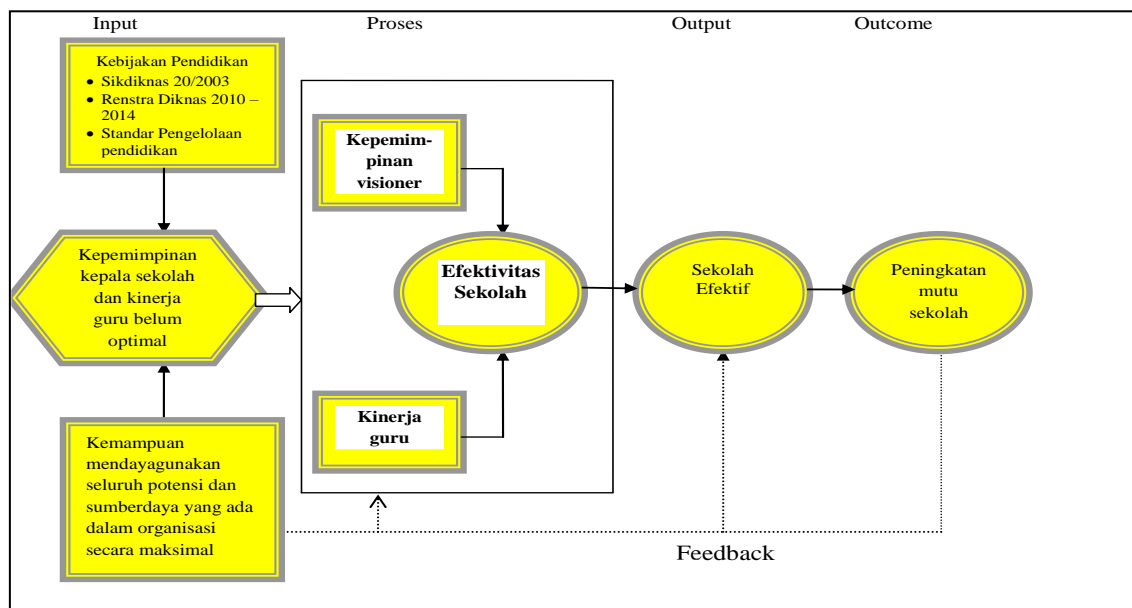 Input Proses Output Outcome
Kebijakan Pendidikan
• Sikdiknas 20/2003
• Renstra Diknas 2010 –
2014
• Standar Pengelolaan
pendidikan
Kepemimpinan
kepala sekolah
dan kinerja
guru belum
optimal
Kemampuan
mendayagunakan
seluruh potensi dan
sumberdaya yang ada
dalam organisasi
secara maksimal
Kepemim-
pinan
visioner
Efektivitas
Sekolah
Kinerja
guru
Sekolah
Efektif
Peningkatan
mutu
sekolah
Feedback